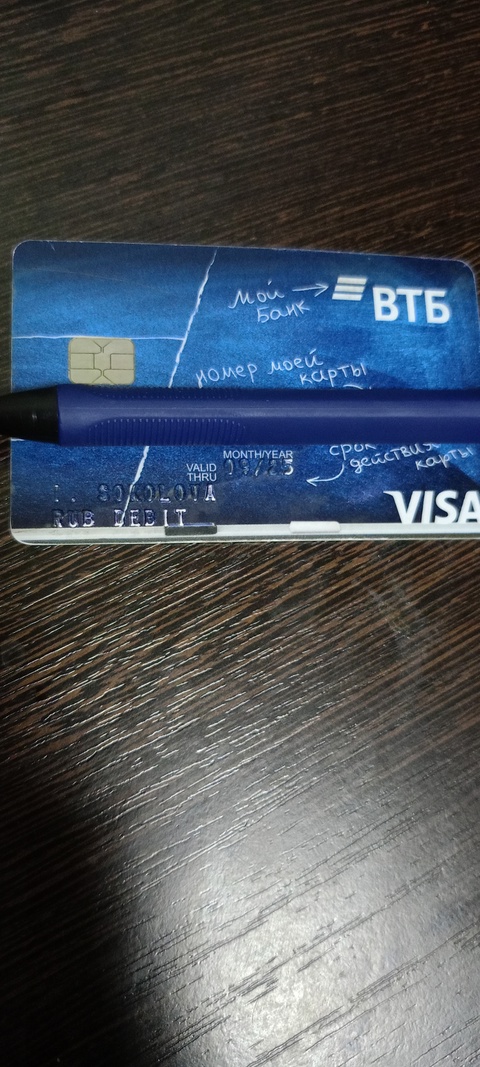 мой
банк
ВТБ
номер моей
карты
MONTH/YEAR
VALID
THRU
срок
действия
карты
I. SOKOLOVA
RUB DEBIT
VISA